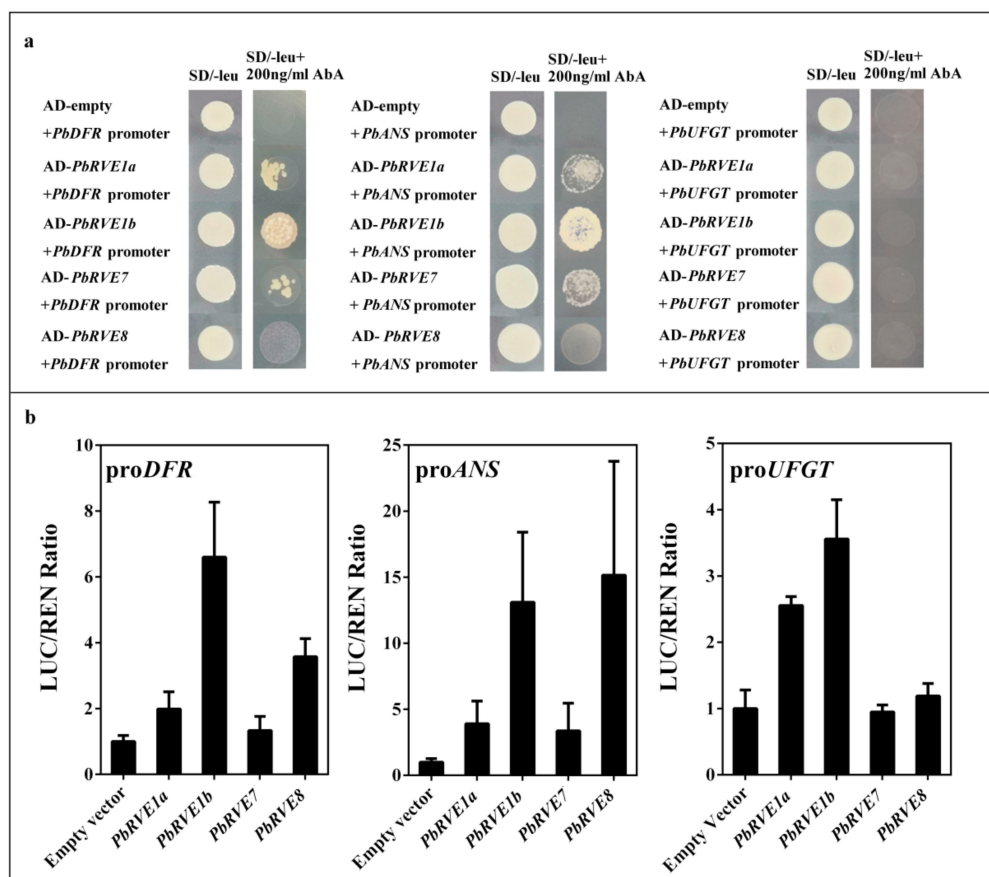 a
SD/-leu
SD/-leu+
200ng/ml AbA
AD-empty
+PbDFR promoter
AD-PbRVE1a
+PbDFR promoter
AD-PbRVE1b
+PbDFR promoter
AD-PbRVE7
+PbDFR promoter
AD-PbRVE8
+PbDFR promoter
SD/-leu
SD/-leu+
200ng/ml AbA
AD-empty
+PbANS promoter
AD-PbRVE1a
+PbANS promoter
AD-PbRVE1b
+PbANS promoter
AD-PbRVE7
+PbANS promoter
AD- PbRVE8
+PbANS promoter
SD/-leu
SD/-leu+
200ng/ml AbA
AD-empty
+PbUFGT promoter
AD-PbRVE1a
+PbUFGT promoter
AD-PbRVE1b
+PbUFGT promoter
AD-PbRVE7
+PbUFGT promoter
AD-PbRVE8
+PbUFGT promoter
b
proDFR
LUC/REN Ratio
10
8
6
4
2
0
Empty vector
PbRVE1a
PbRVE1b
PbRVE7
PbRVE8
proANS
LUC/REN Ratio
25
20
15
10
5
0
Empty vector
PbRVE1a
PbRVE1b
PbRVE7
PbRVE8
proUFGT
LUC/REN Ratio
5
4
3
2
1
0
Empty Vector
PbRVE1a
PbRVE1b
PbRVE7
PbRVE8